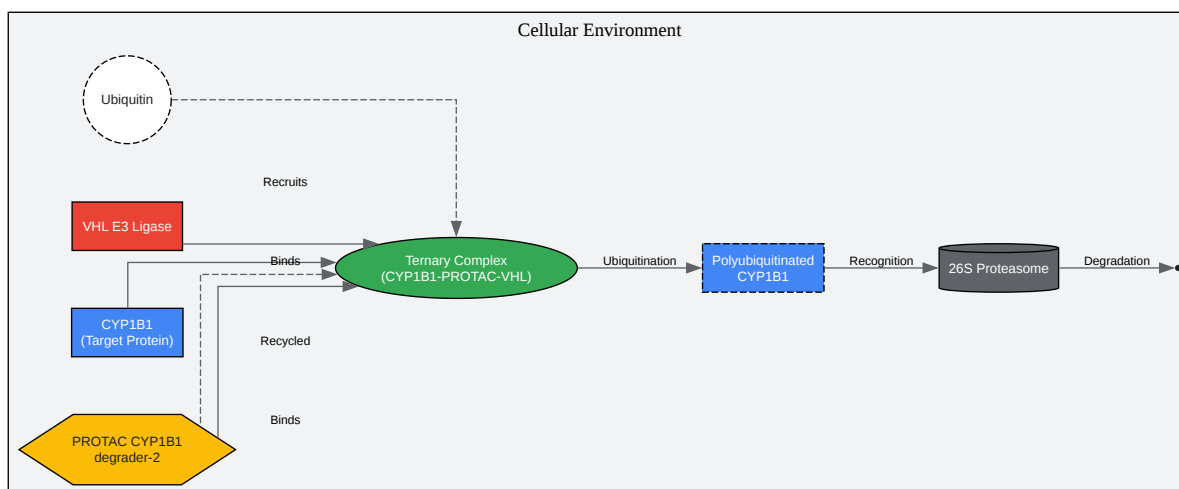 Cellular Environment
Ubiquitin
Recruits
VHL E3 Ligase
Binds
Ternary Complex
(CYP1B1-PROTAC-VHL)
Ubiquitination
Polyubiquitinated
CYP1B1
Recognition
26S Proteasome
Degradation
CYP1B1
(Target Protein)
Recycled
Binds
PROTAC CYP1B1
degrader-2